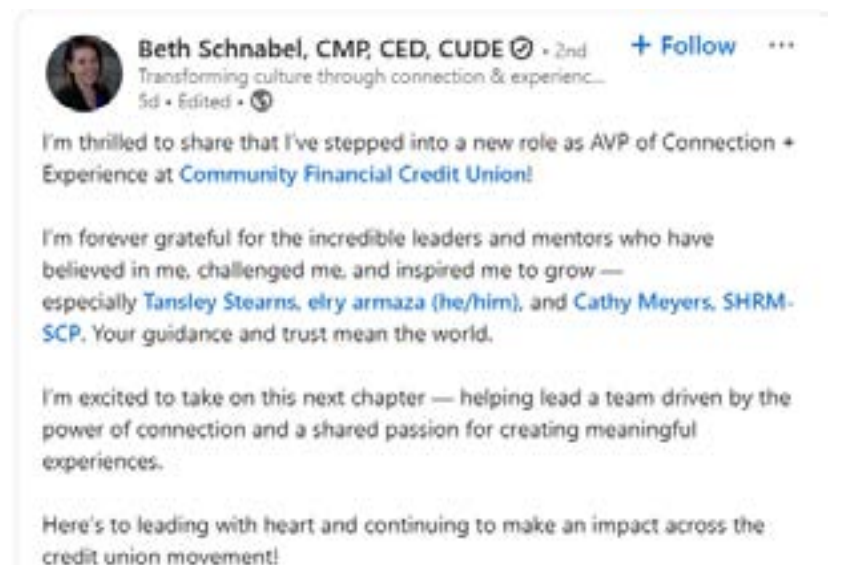 Beth Schnabel, CMP, CED, CUDE • 2nd
+ Follow ...
Transforming culture through connection & experienc...
5d • Edited •
I'm thrilled to share that I've stepped into a new role as AVP of Connection +
Experience at Community Financial Credit Union!
I'm forever grateful for the incredible leaders and mentors who have
believed in me, challenged me, and inspired me to grow —
especially Tansley Stearns, elry armaza (he/him), and Cathy Meyers, SHRM-
SCP. Your guidance and trust mean the world.
I'm excited to take on this next chapter — helping lead a team driven by the
power of connection and a shared passion for creating meaningful
experiences.
Here's to leading with heart and continuing to make an impact across the
credit union movement!